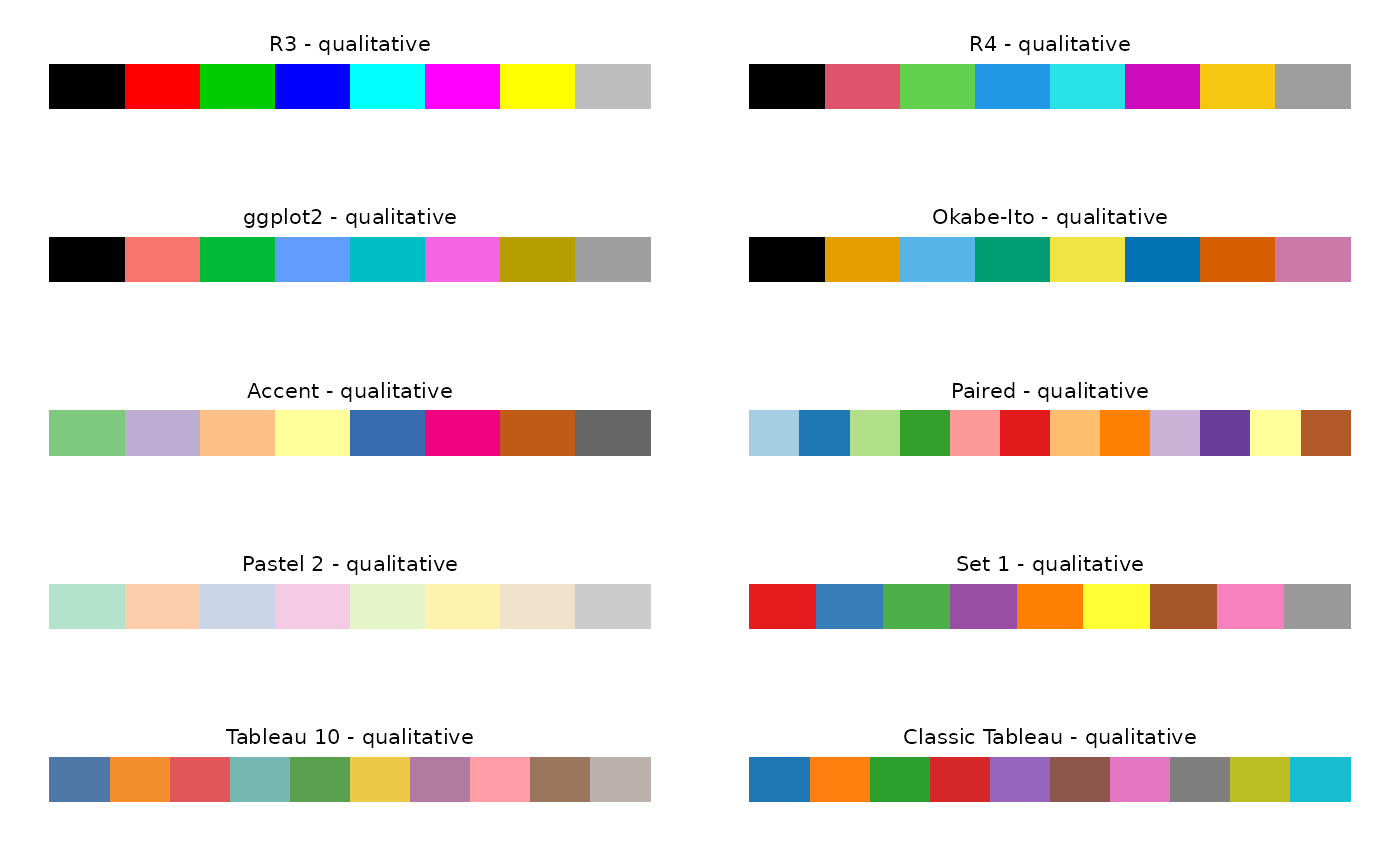 R3 - qualitative
R4 - qualitative
ggplot2 - qualitative
Okabe-Ito - qualitative
Accent - qualitative
Paired - qualitative
Pastel 2 - qualitative
Set 1 - qualitative
Tableau 10 - qualitative
Classic Tableau - qualitative